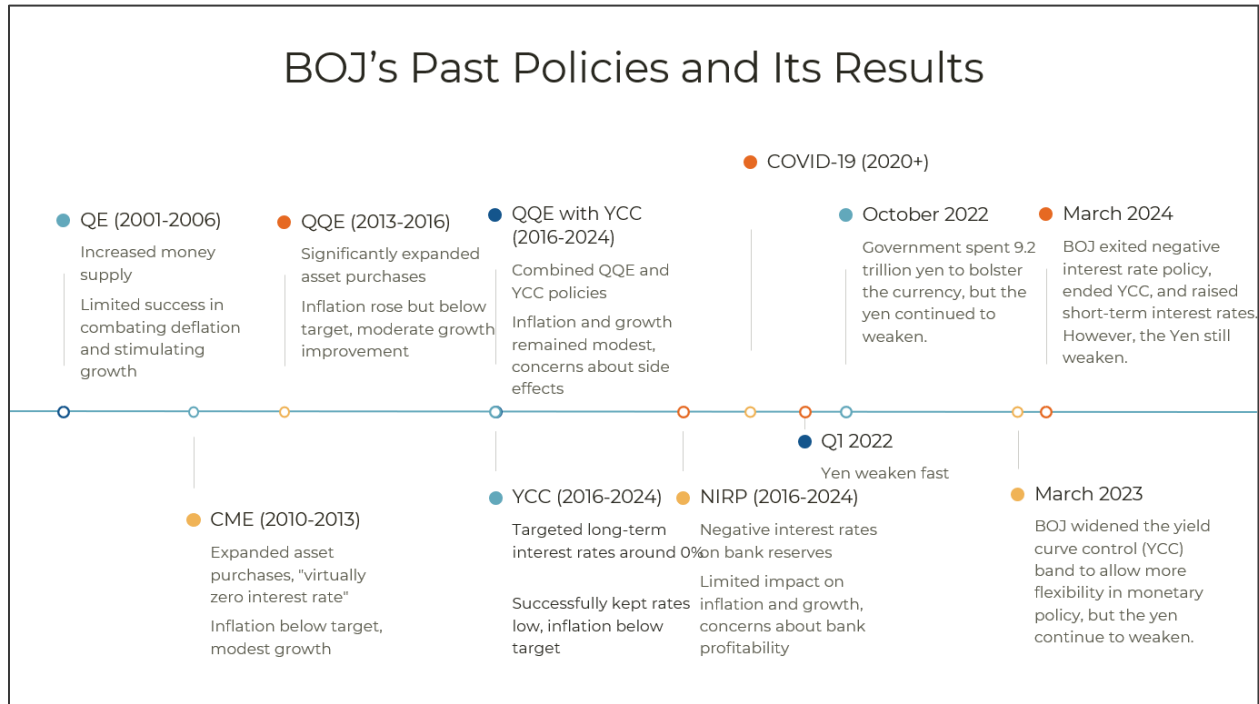 BOJ’s Past Policies and Its Results
COVID-19 (2020+)
QE (2001-2006)
Increased money
supply
Limited success in
combating deflation
and stimulating
growth
QQE (2013-2016)
Significantly expanded
asset purchases
Inflation rose but below
target, moderate growth
improvement
QQE with YCC
(2016-2024)
Combined QQE and
YCC policies
Inflation and growth
remained modest,
concerns about side
effects
October 2022
Government spent 9.2
trillion yen to bolster
the currency, but the
yen continued to
weaken.
March 2024
BOJ exited negative
interest rate policy,
ended YCC, and raised
short-term interest rates.
However, the Yen still
weaken.
CME (2010-2013)
Expanded asset
purchases, "virtually
zero interest rate"
Inflation below target,
modest growth
YCC (2016-2024)
Targeted long-term
interest rates around 0%
Successfully kept rates
low, inflation below
target
NIRP (2016-2024)
Negative interest rates
on bank reserves
Limited impact on
inflation and growth,
concerns about bank
profitability
Q1 2022
Yen weaken fast
March 2023
BOJ widened the yield
curve control (YCC)
band to allow more
flexibility in monetary
policy, but the yen
continue to weaken.